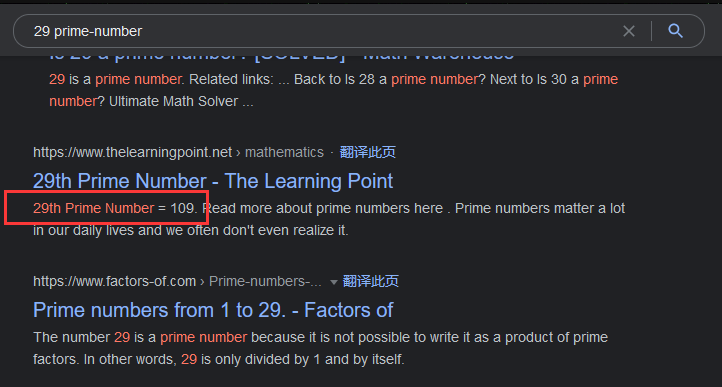 29 prime-number
29 is a prime number. Related links: ... Back to Is 28 a prime number? Next to Is 30 a prime
number? Ultimate Math Solver ...
https://www.thelearningpoint.net › mathematics · 翻译此页
29th Prime Number - The Learning Point
29th Prime Number = 109. Read more about prime numbers here . Prime numbers matter a lot
in our daily lives and we often don't even realize it.
https://www.factors-of.com › Prime-numbers-... 翻译此页
Prime numbers from 1 to 29. - Factors of
The number 29 is a prime number because it is not possible to write it as a product of prime
factors. In other words, 29 is only divided by 1 and by itself.